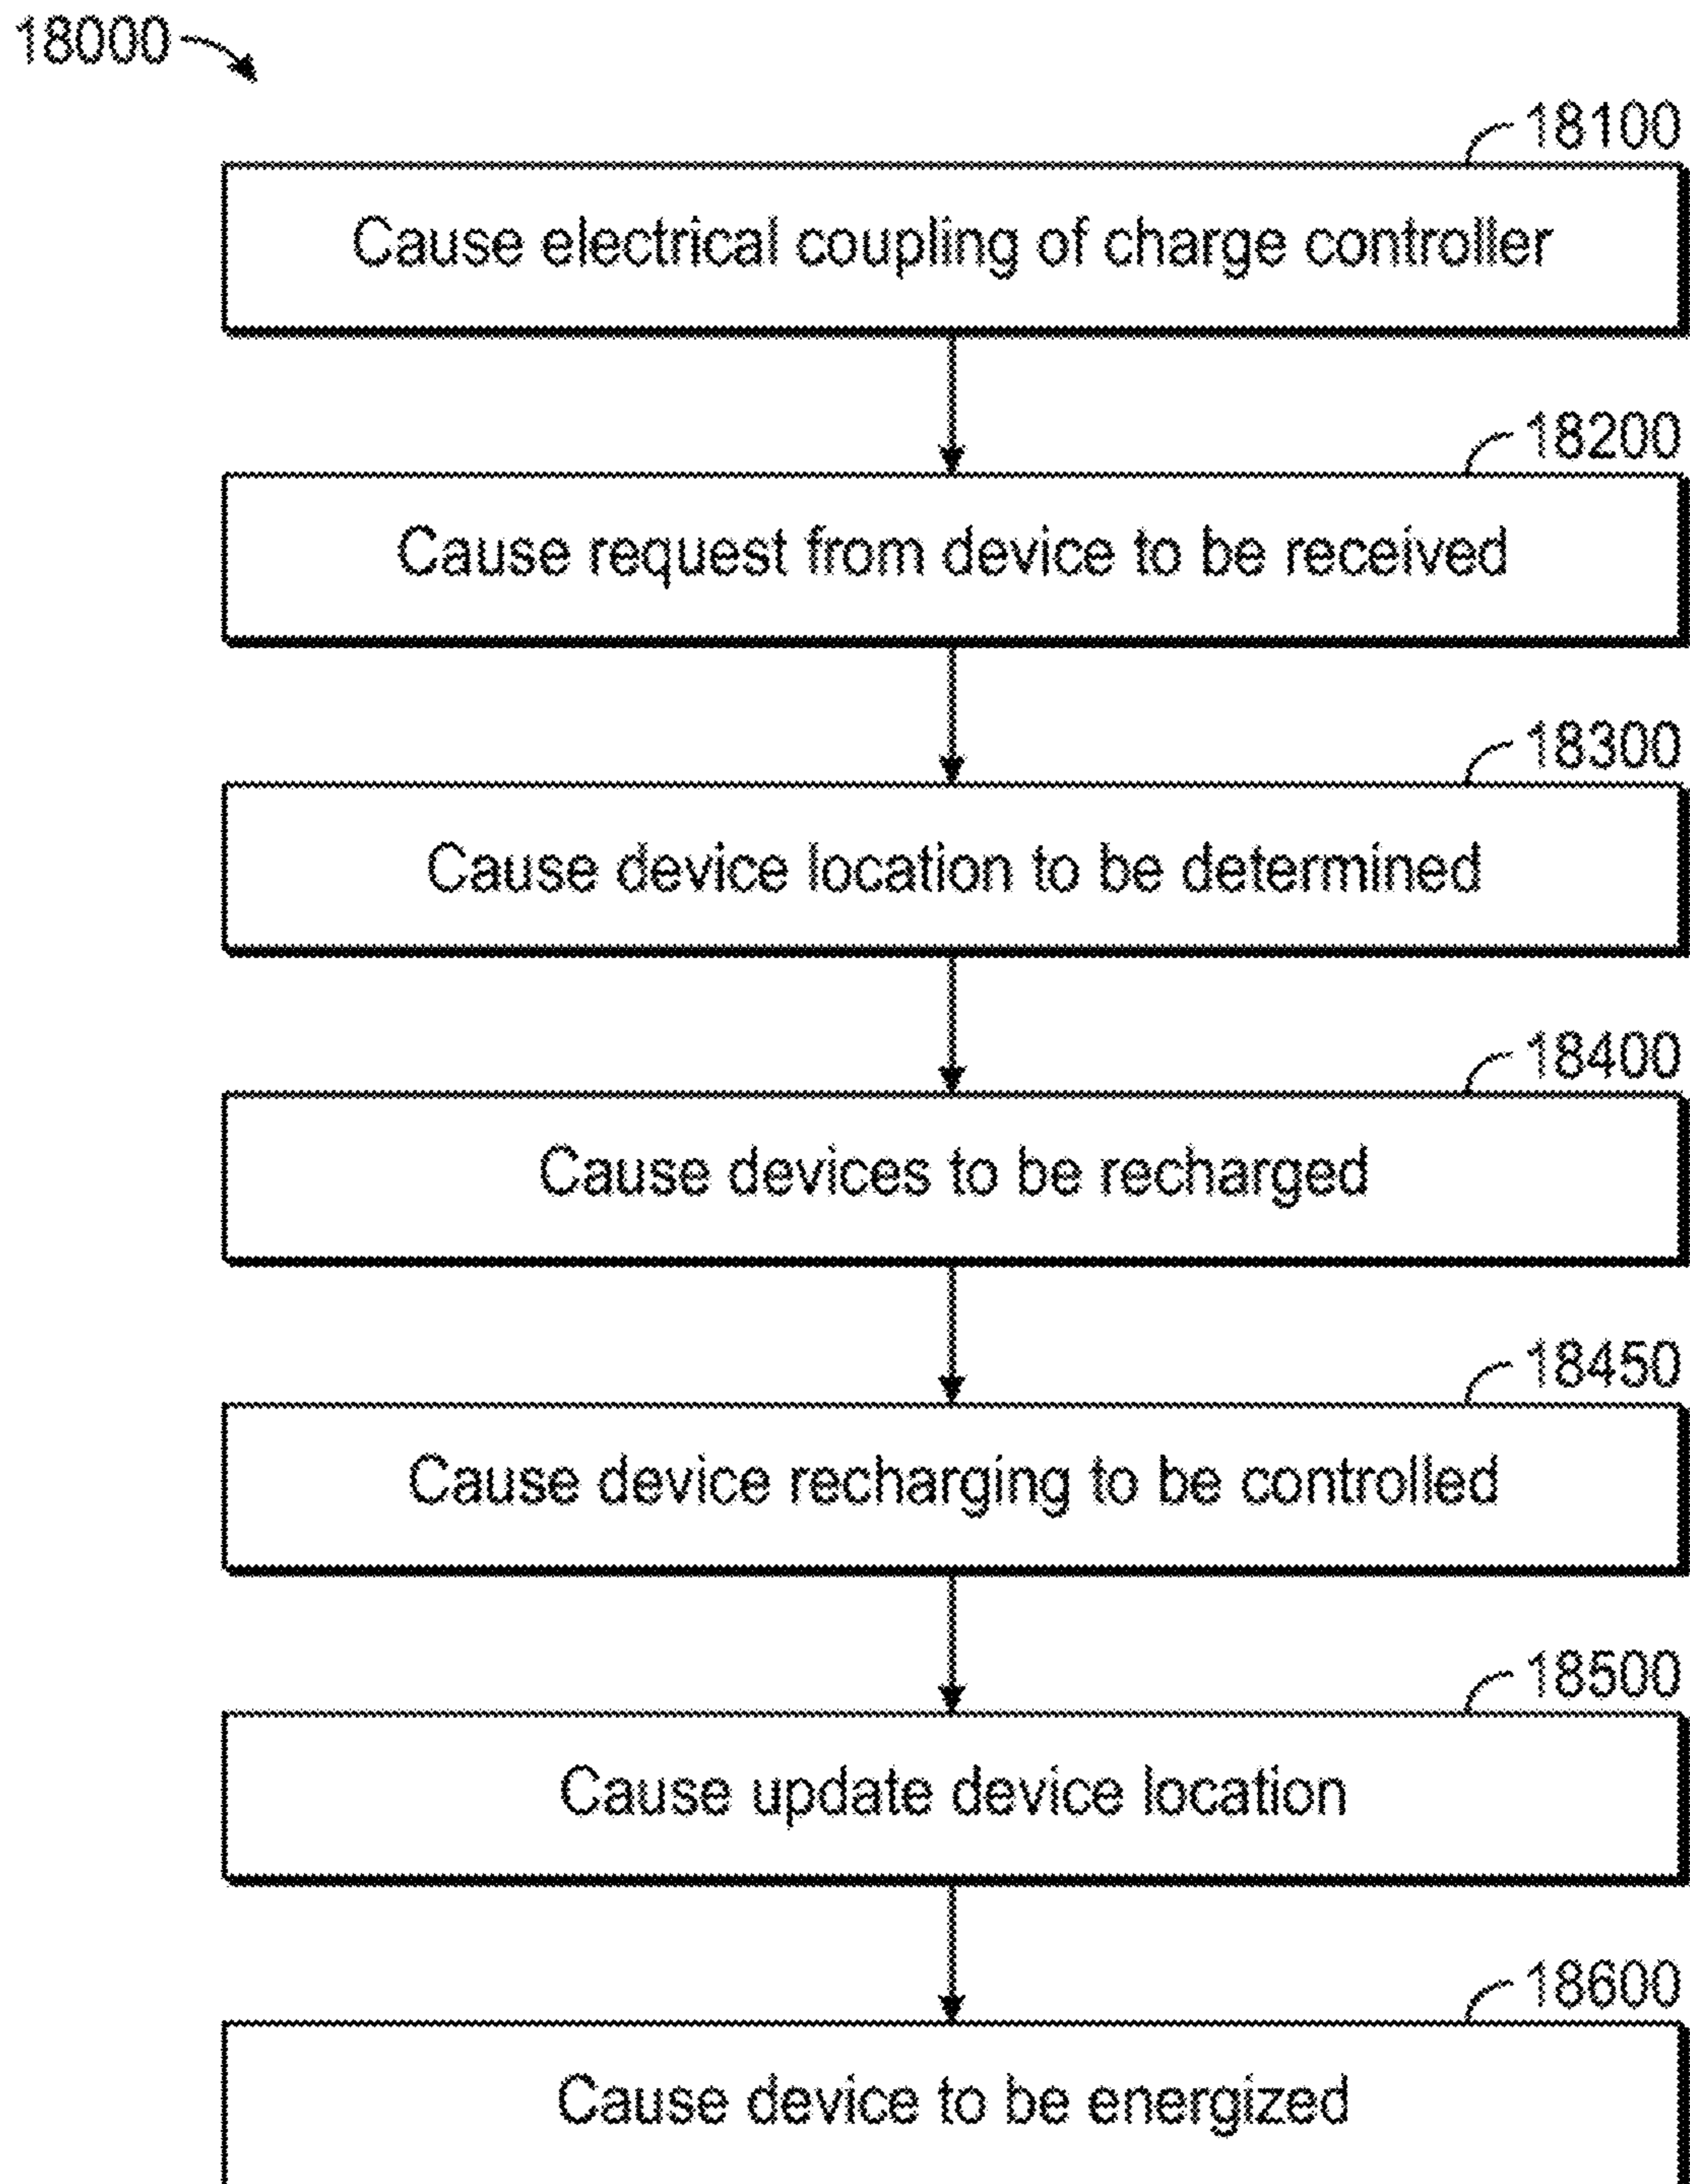 18000
18100
Cause electrical coupling of charge controller
18200
Cause request from device to be received
18300
Cause device location to be determined
18400
Cause devices to be recharged
18450
Cause device recharging to be controlled
18500
Cause update device location
18600
Cause device to be energized